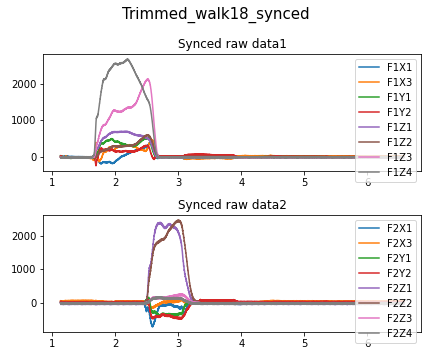 Trimmed_walk18_synced
Synced raw data1
2000
1000
0
F1X1
F1X3
F1Y1
F1Y2
F1Z1
F1Z2
F1Z3
F1Z4
1 2 3 4 5 6
Synced raw data2
2000
1000
0
F2X1
F2X3
F2Y1
F2Y2
F2Z1
F2Z2
F2Z3
F2Z4
1 2 3 4 5 6